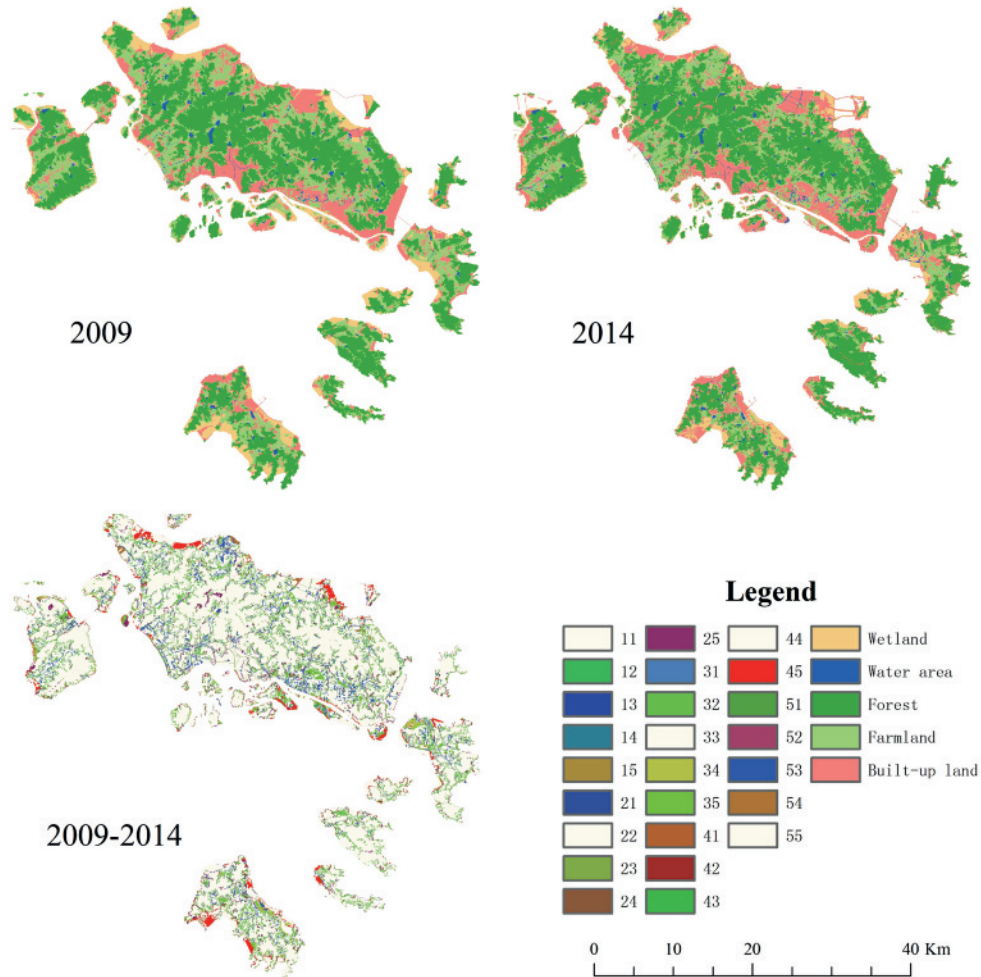 2009
2014
2009-2014
Legend
11 25 44 Wetland
12 31 45 Water area
13 32 51 Forest
14 33 52 Farmland
15 34 53 Built-up land
21 35 54
22 41 55
23 42
24 43
0 10 20 40 Km